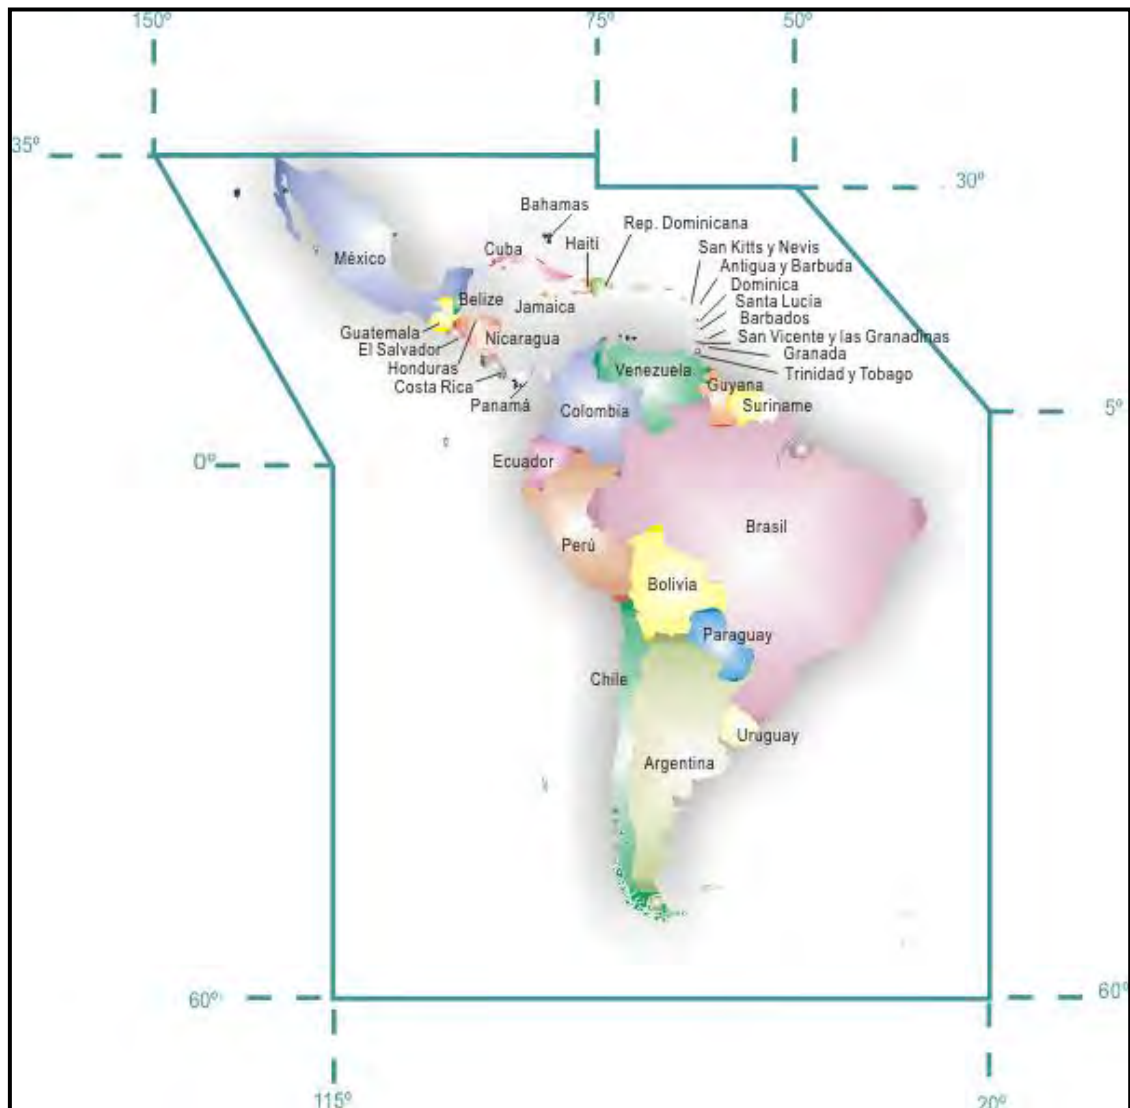 150º
75º
50º
35º
30º
Bahamas
Rep. Dominicana
Cuba
Haití
San Kitts y Nevis
México
Antigua y Barbuda
Dominica
Belize
Jamaica
Santa Lucía
Barbados
Guatemala
Nicaragua
San Vicente y las Granadinas
El Salvador
Granada
Honduras
Venezuela
Trinidad y Tobago
Costa Rica
Guyana
Panamá
Colombia
Suriname
5º
0º
Ecuador
Brasil
Perú
Bolivia
Paraguay
Chile
Uruguay
Argentina
60º
60º
115º
20º